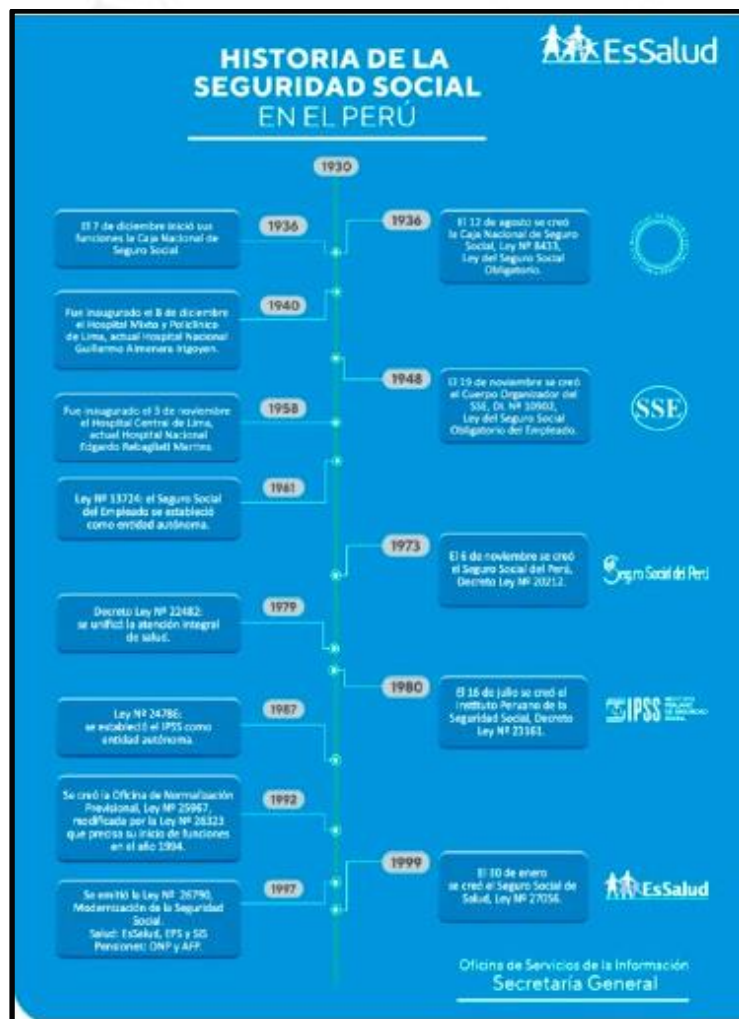 EsSalud
HISTORIA DE LA
SEGURIDAD SOCIAL
EN EL PERÚ
1930
El 7 de diciembre inició sus
funciones la Caja Nacional de
Seguro Social
1936
1936
El 12 de agosto se creó
la Caja Nacional de Seguro
Social, Ley Nº 8433,
Ley del Seguro Social
Obligatorio.
Fue inaugurado el 8 de diciembre
el Hospital Mixto y Policlínica
de Lima, actual Hospital Nacional
Guillermo Almenara Irigoyen.
1940
1948
El 19 de noviembre se creó
el Cuerpo Organizador del
SSE, DL Nº 10902,
Ley del Seguro Social
Obligatorio del Empleado.
SSE
Fue inaugurado el 3 de noviembre
el Hospital Central de Lima,
actual Hospital Nacional
Edgardo Rebagliati Martins.
1958
Ley Nº 13724: el Seguro Social
del Empleado se estableció
como entidad autónoma.
1961
1973
El 6 de noviembre se creó
el Seguro Social del Perú,
Decreto Ley Nº 20212.
Seguro Social del Perú
Decreto Ley Nº 22482:
se unificó la atención integral
de salud.
1979
1980
El 16 de julio se creó el
Instituto Peruano de
la Seguridad Social, Decreto
Ley Nº 23161.
IPSS
Ley Nº 24786:
se estableció el IPSS como
entidad autónoma.
1987
Se creó la Oficina de Normalización
Previsional, Ley Nº 25967,
modificada por la Ley Nº 26323
que precisa su inicio de funciones
en el año 1994.
1992
Se emitió la Ley Nº 26790,
Modernización de la Seguridad
Social.
Salud: EsSalud, EPS y SIS
Pensiones: ONP y AFP.
1997
1999
El 30 de enero
se creó el Seguro Social de
Salud, Ley Nº 27056.
EsSalud
Oficina de Servicios de la Información
Secretaría General